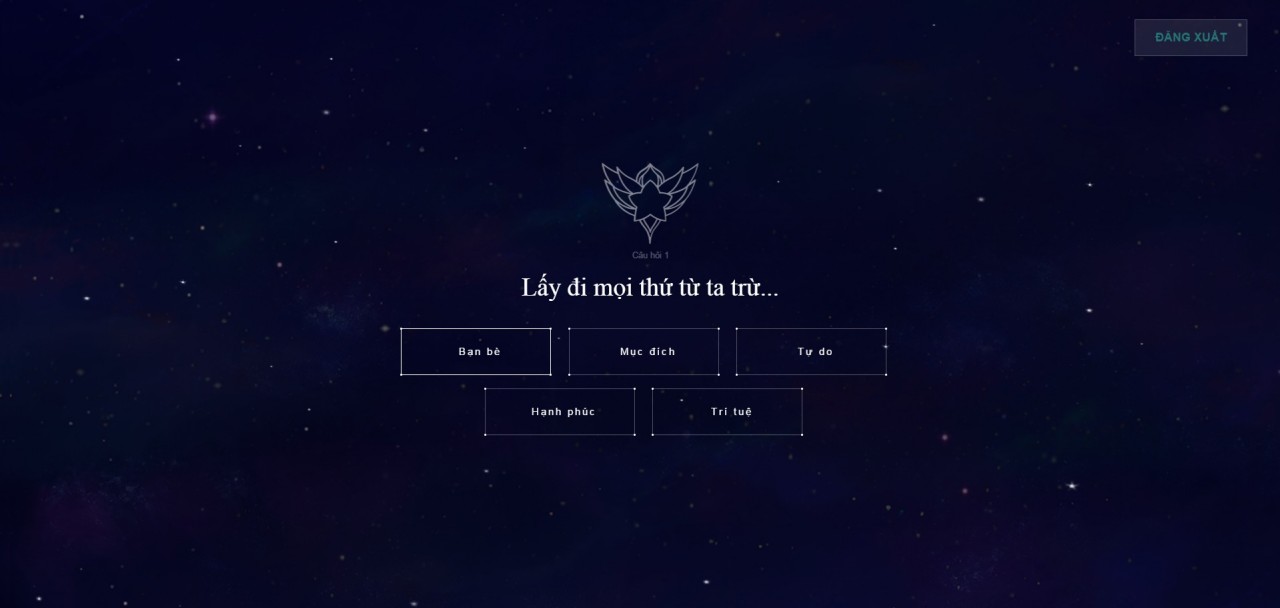 ĐĂNG XUẤT
Câu hỏi 1
Lấy đi mọi thứ từ ta trừ...
Bạn bè
Mục đích
Tự do
Hạnh phúc
Trí tuệ